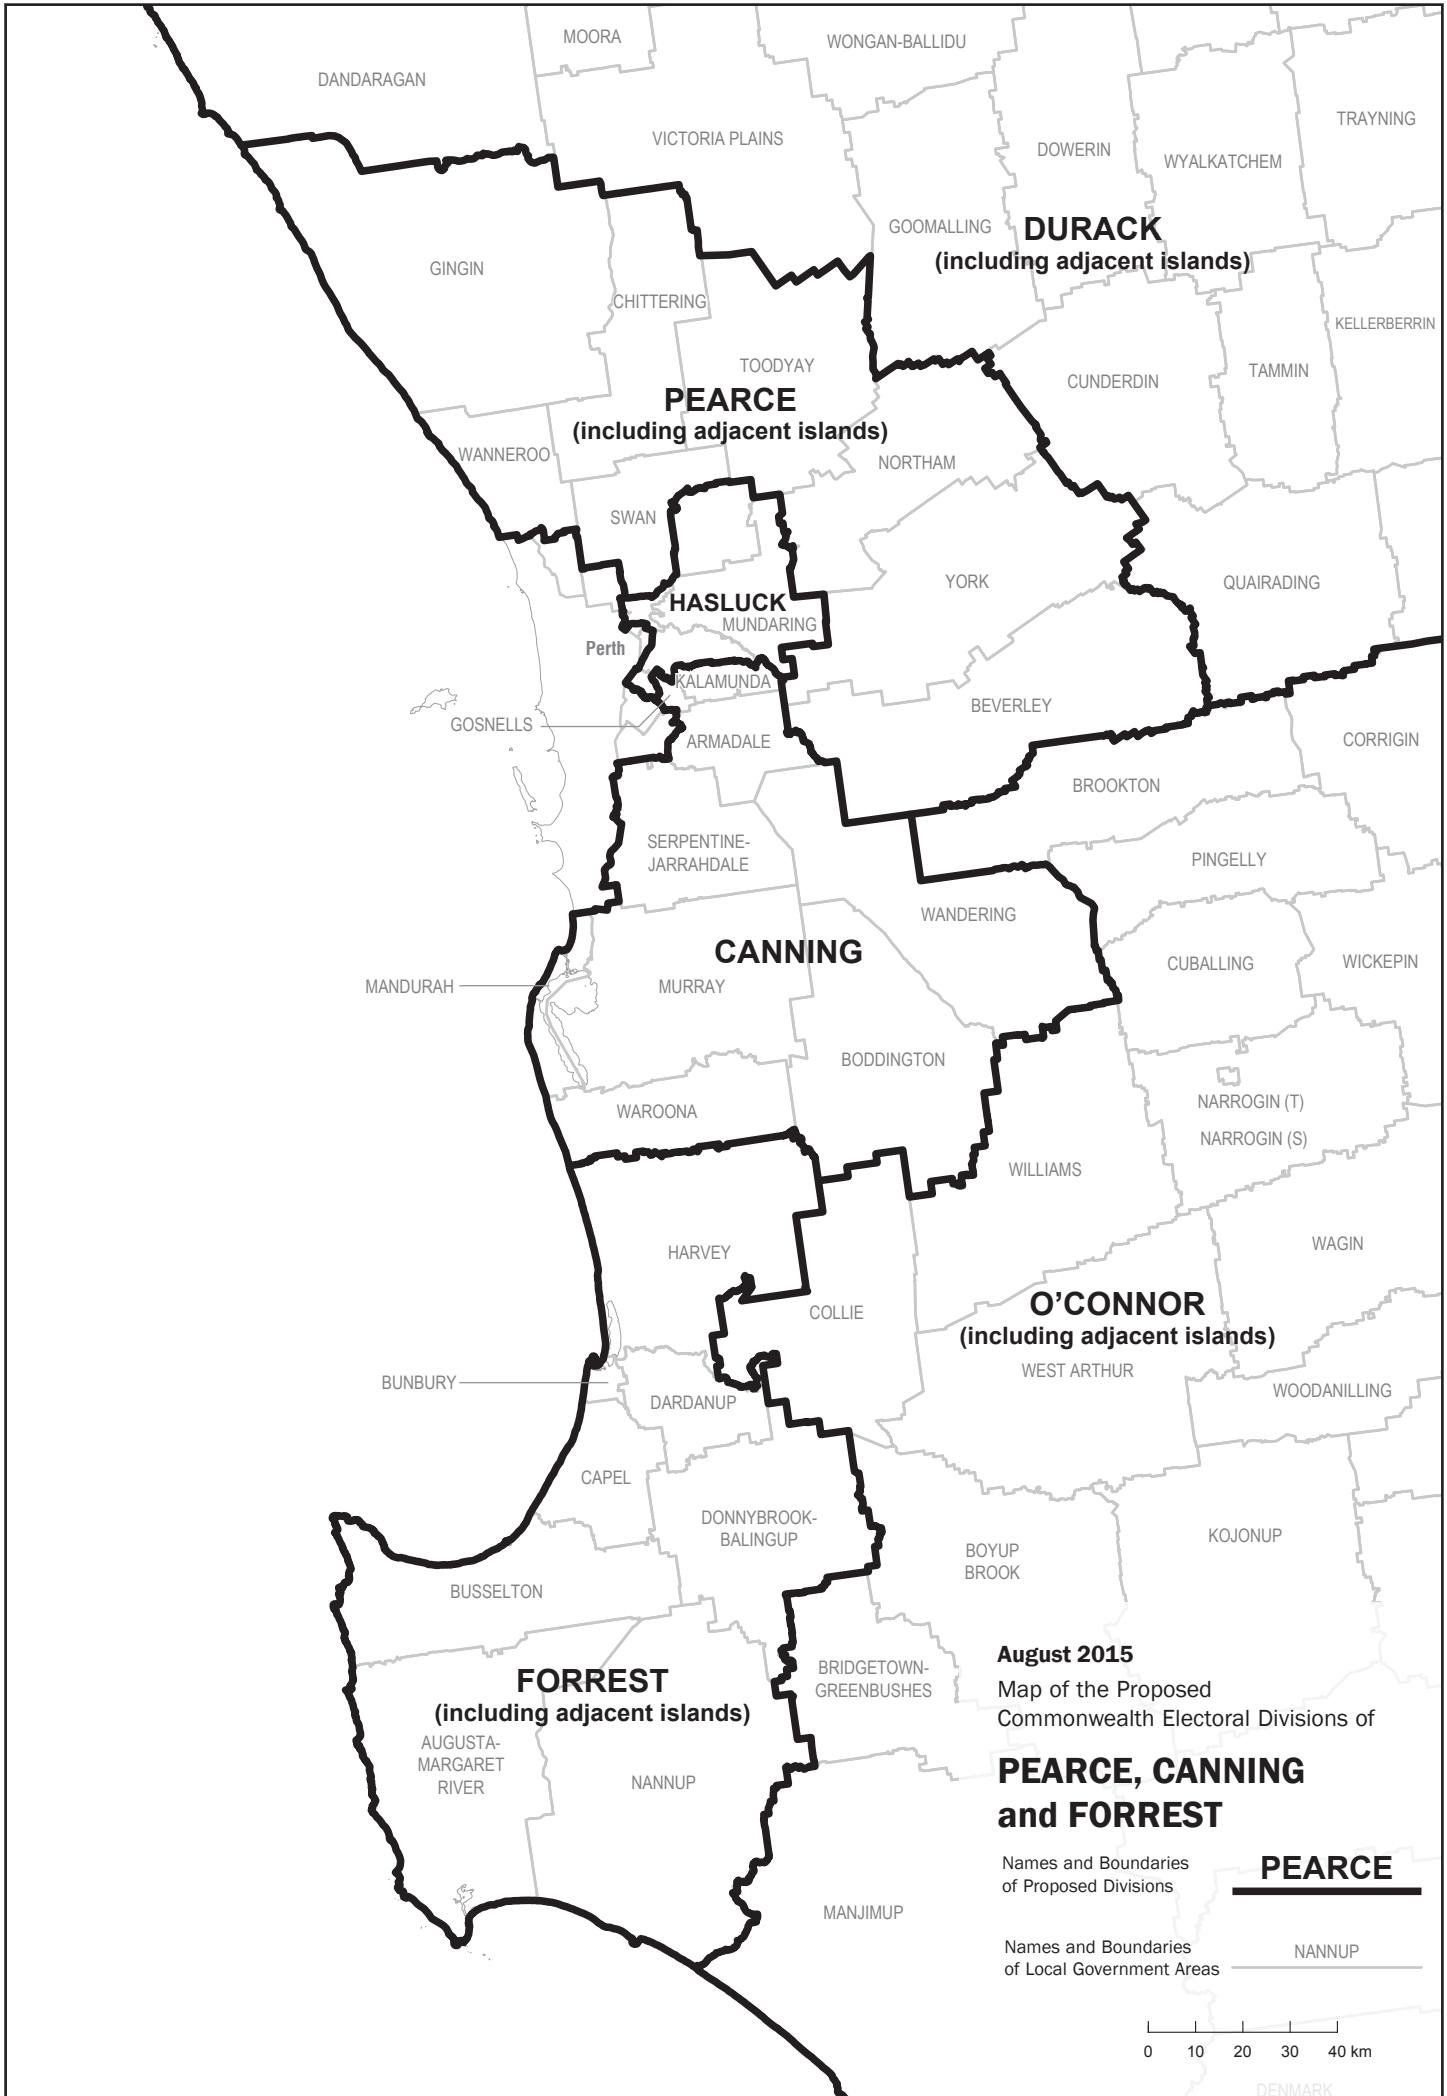 MOORA
WONGAN-BALLIDU
DANDARAGAN
TRAYNING
VICTORIA PLAINS
DOWERIN
WYALKATCHEM
GOOMALLING
DURACK
(including adjacent islands)
GINGIN
CHITTERING
KELLERBERRIN
TOODYAY
TAMMIN
CUNDERDIN
PEARCE
(including adjacent islands)
WANNEROO
NORTHAM
SWAN
YORK
QUAIRADING
HASLUCK
MUNDARING
Perth
KALAMUNDA
BEVERLEY
GOSNELLS
ARMADALE
CORRIGIN
BROOKTON
SERPENTINE-
JARRAHDALE
PINGELLY
WANDERING
CANNING
CUBALLING
WICKEPIN
MANDURAH
MURRAY
BODDINGTON
NARROGIN (T)
WAROONA
NARROGIN (S)
WILLIAMS
HARVEY
WAGIN
COLLIE
O’CONNOR
(including adjacent islands)
WEST ARTHUR
BUNBURY
WOODANILLING
DARDANUP
CAPEL
DONNYBROOK-
BALINGUP
KOJONUP
BOYUP
BROOK
BUSSELTON
BRIDGETOWN-
GREENBUSHES
FORREST
(including adjacent islands)
AUGUSTA-
MARGARET
RIVER
NANNUP
MANJIMUP
August 2015
Map of the Proposed
Commonwealth Electoral Divisions of
PEARCE, CANNING
and FORREST
Names and Boundaries
of Proposed Divisions
PEARCE
Names and Boundaries
of Local Government Areas
NANNUP
0 10 20 30 40 km
DENMARK